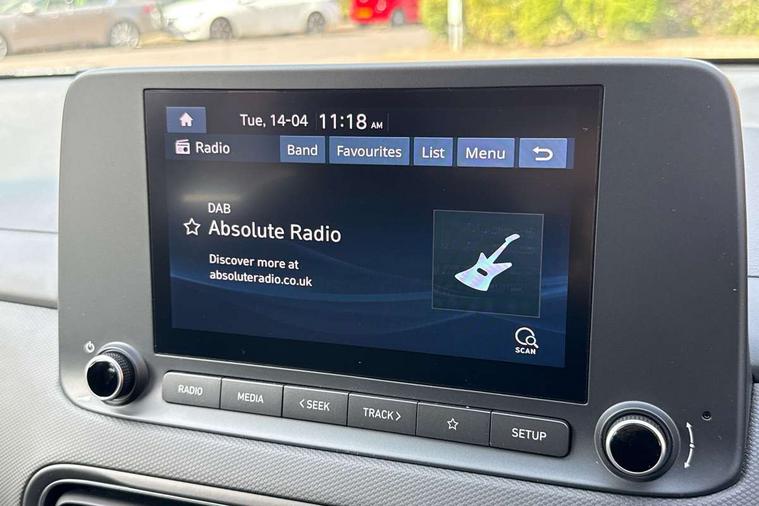 Tue, 14-04 11:18 AM
Radio Band Favourites List Menu
DAB
Absolute Radio
Discover more at
absoluteradio.co.uk
SCAN
RADIO MEDIA <SEEK TRACK> SETUP